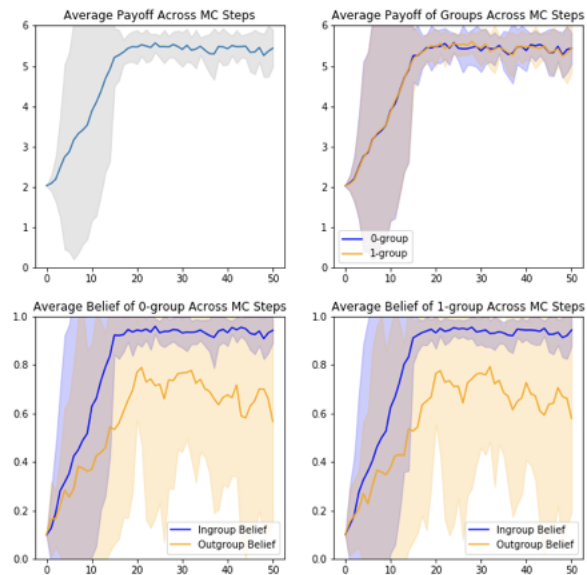 Average Payoff Across MC Steps
6
5
4
3
2
1
0
0 10 20 30 40 50
Average Payoff of Groups Across MC Steps
6
5
4
3
2
1
0
0-group
1-group
0 10 20 30 40 50
Average Belief of 0-group Across MC Steps
1.0
0.8
0.6
0.4
0.2
0.0
Ingroup Belief
Outgroup Belief
0 10 20 30 40 50
Average Belief of 1-group Across MC Steps
1.0
0.8
0.6
0.4
0.2
0.0
Ingroup Belief
Outgroup Belief
0 10 20 30 40 50